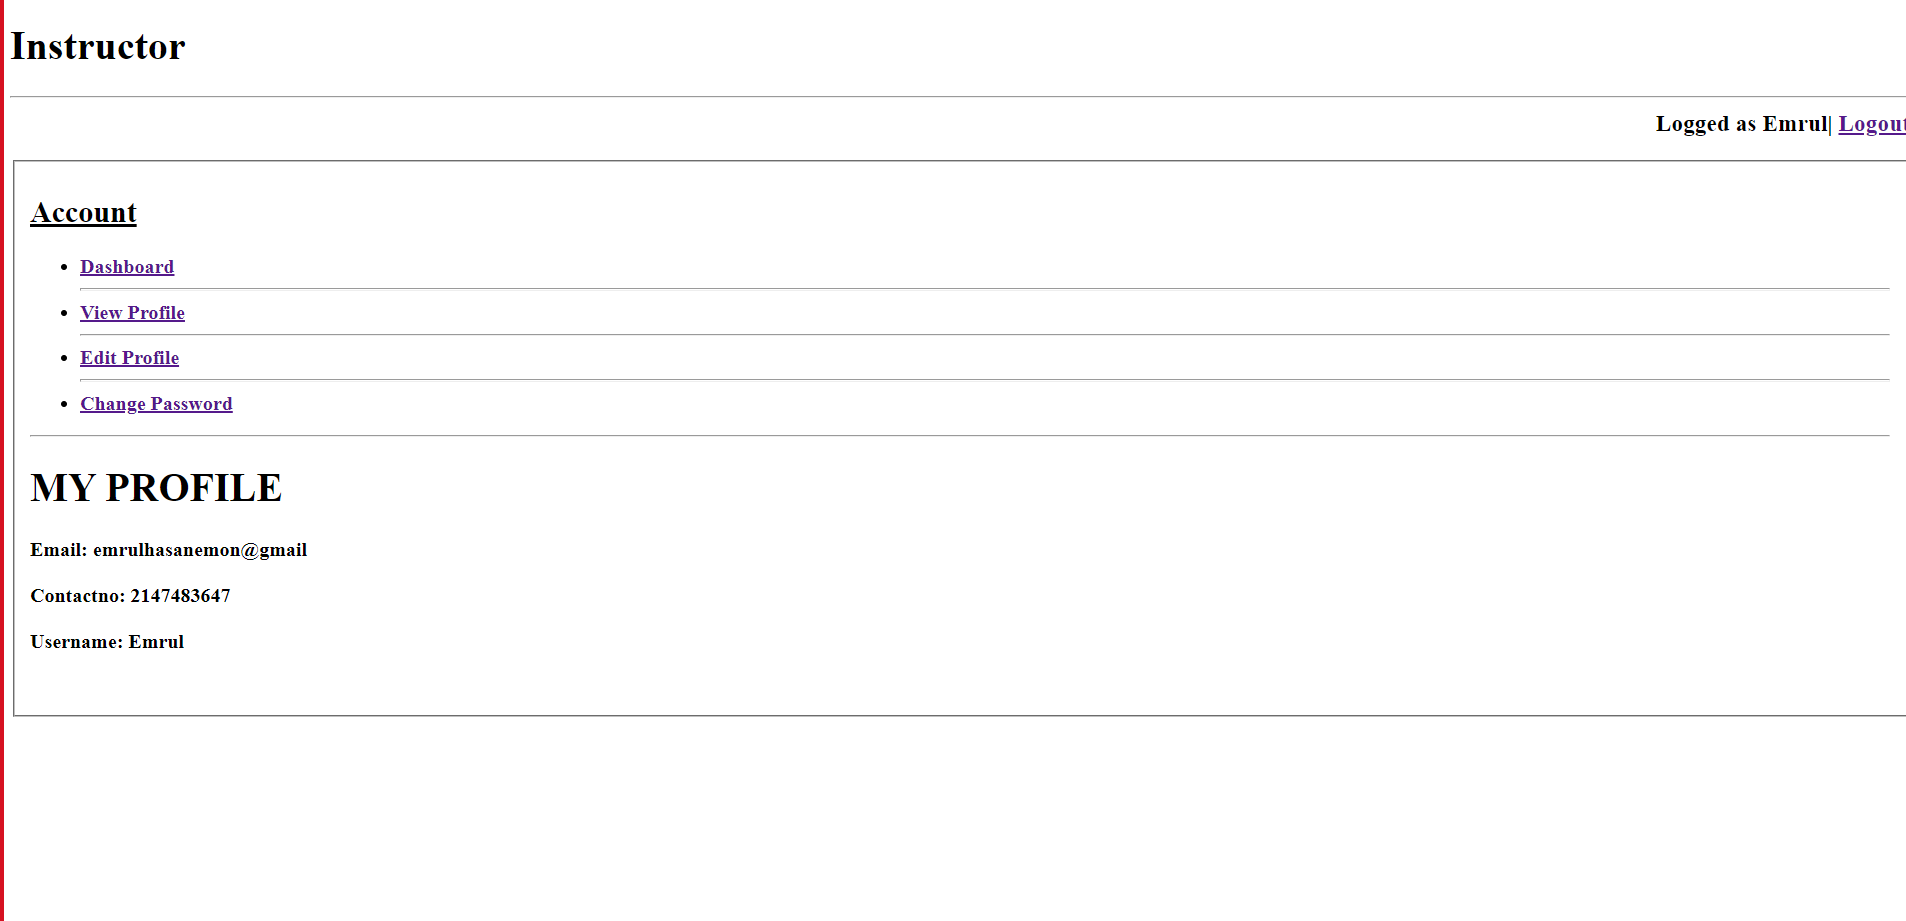 Instructor
Logged as Emrul| Logout
Account
Dashboard
View Profile
Edit Profile
Change Password
MY PROFILE
Email: emrulhasanemon@gmail
Contactno: 2147483647
Username: Emrul